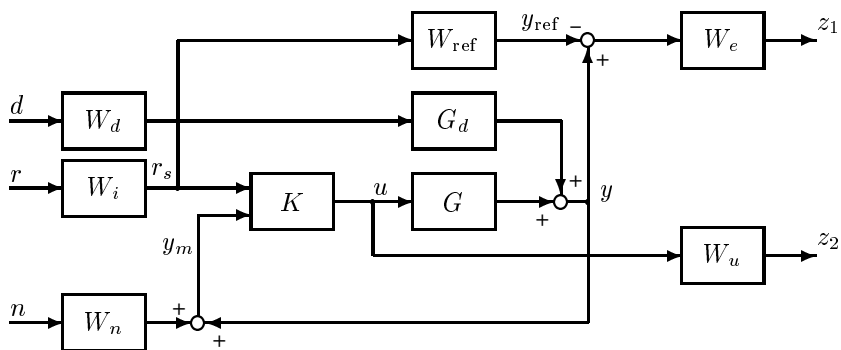 W_ref y_ref − W_e z_1
+
d W_d G_d
r W_i r_s
+
K u G y
+
y_m W_u z_2
n W_n +
+